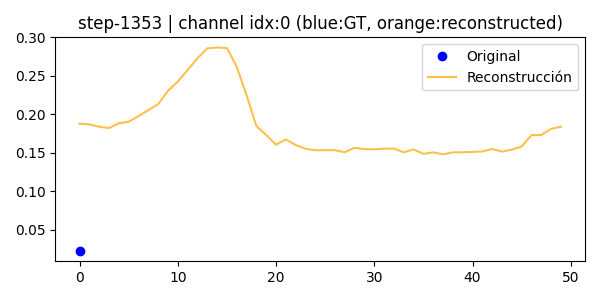 step-1353 | channel idx:0 (blue:GT, orange:reconstructed)
Original
Reconstrucción
0.30
0.25
0.20
0.15
0.10
0.05
0 10 20 30 40 50